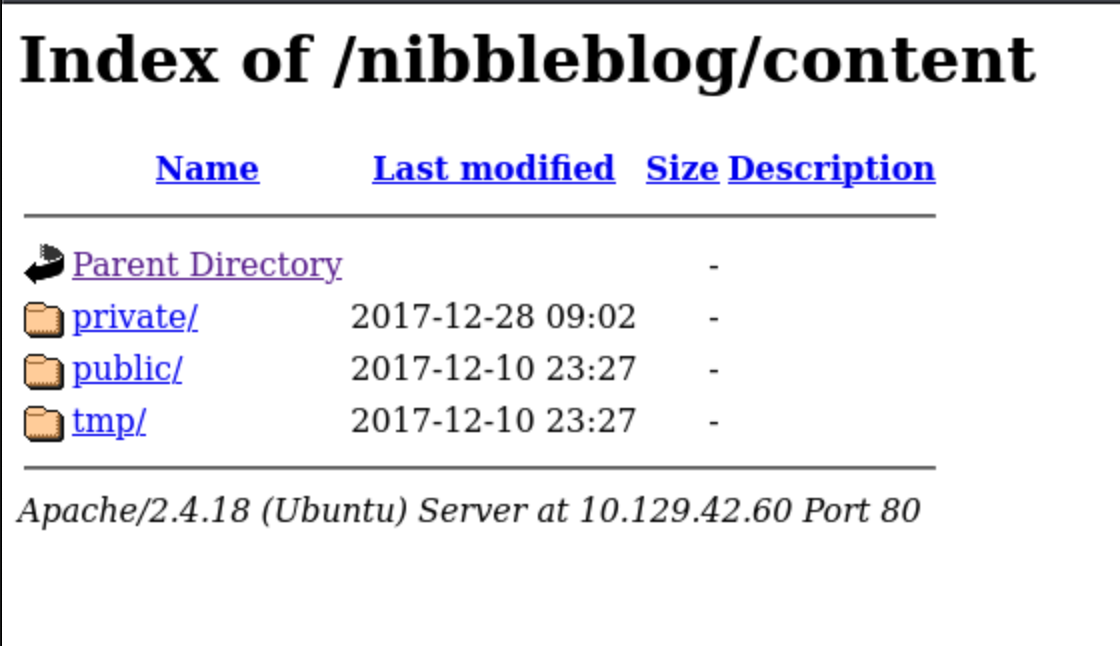 Index of /nibbleblog/content
Name Last modified Size Description
Parent Directory -
private/ 2017-12-28 09:02 -
public/ 2017-12-10 23:27 -
tmp/ 2017-12-10 23:27 -
Apache/2.4.18 (Ubuntu) Server at 10.129.42.60 Port 80